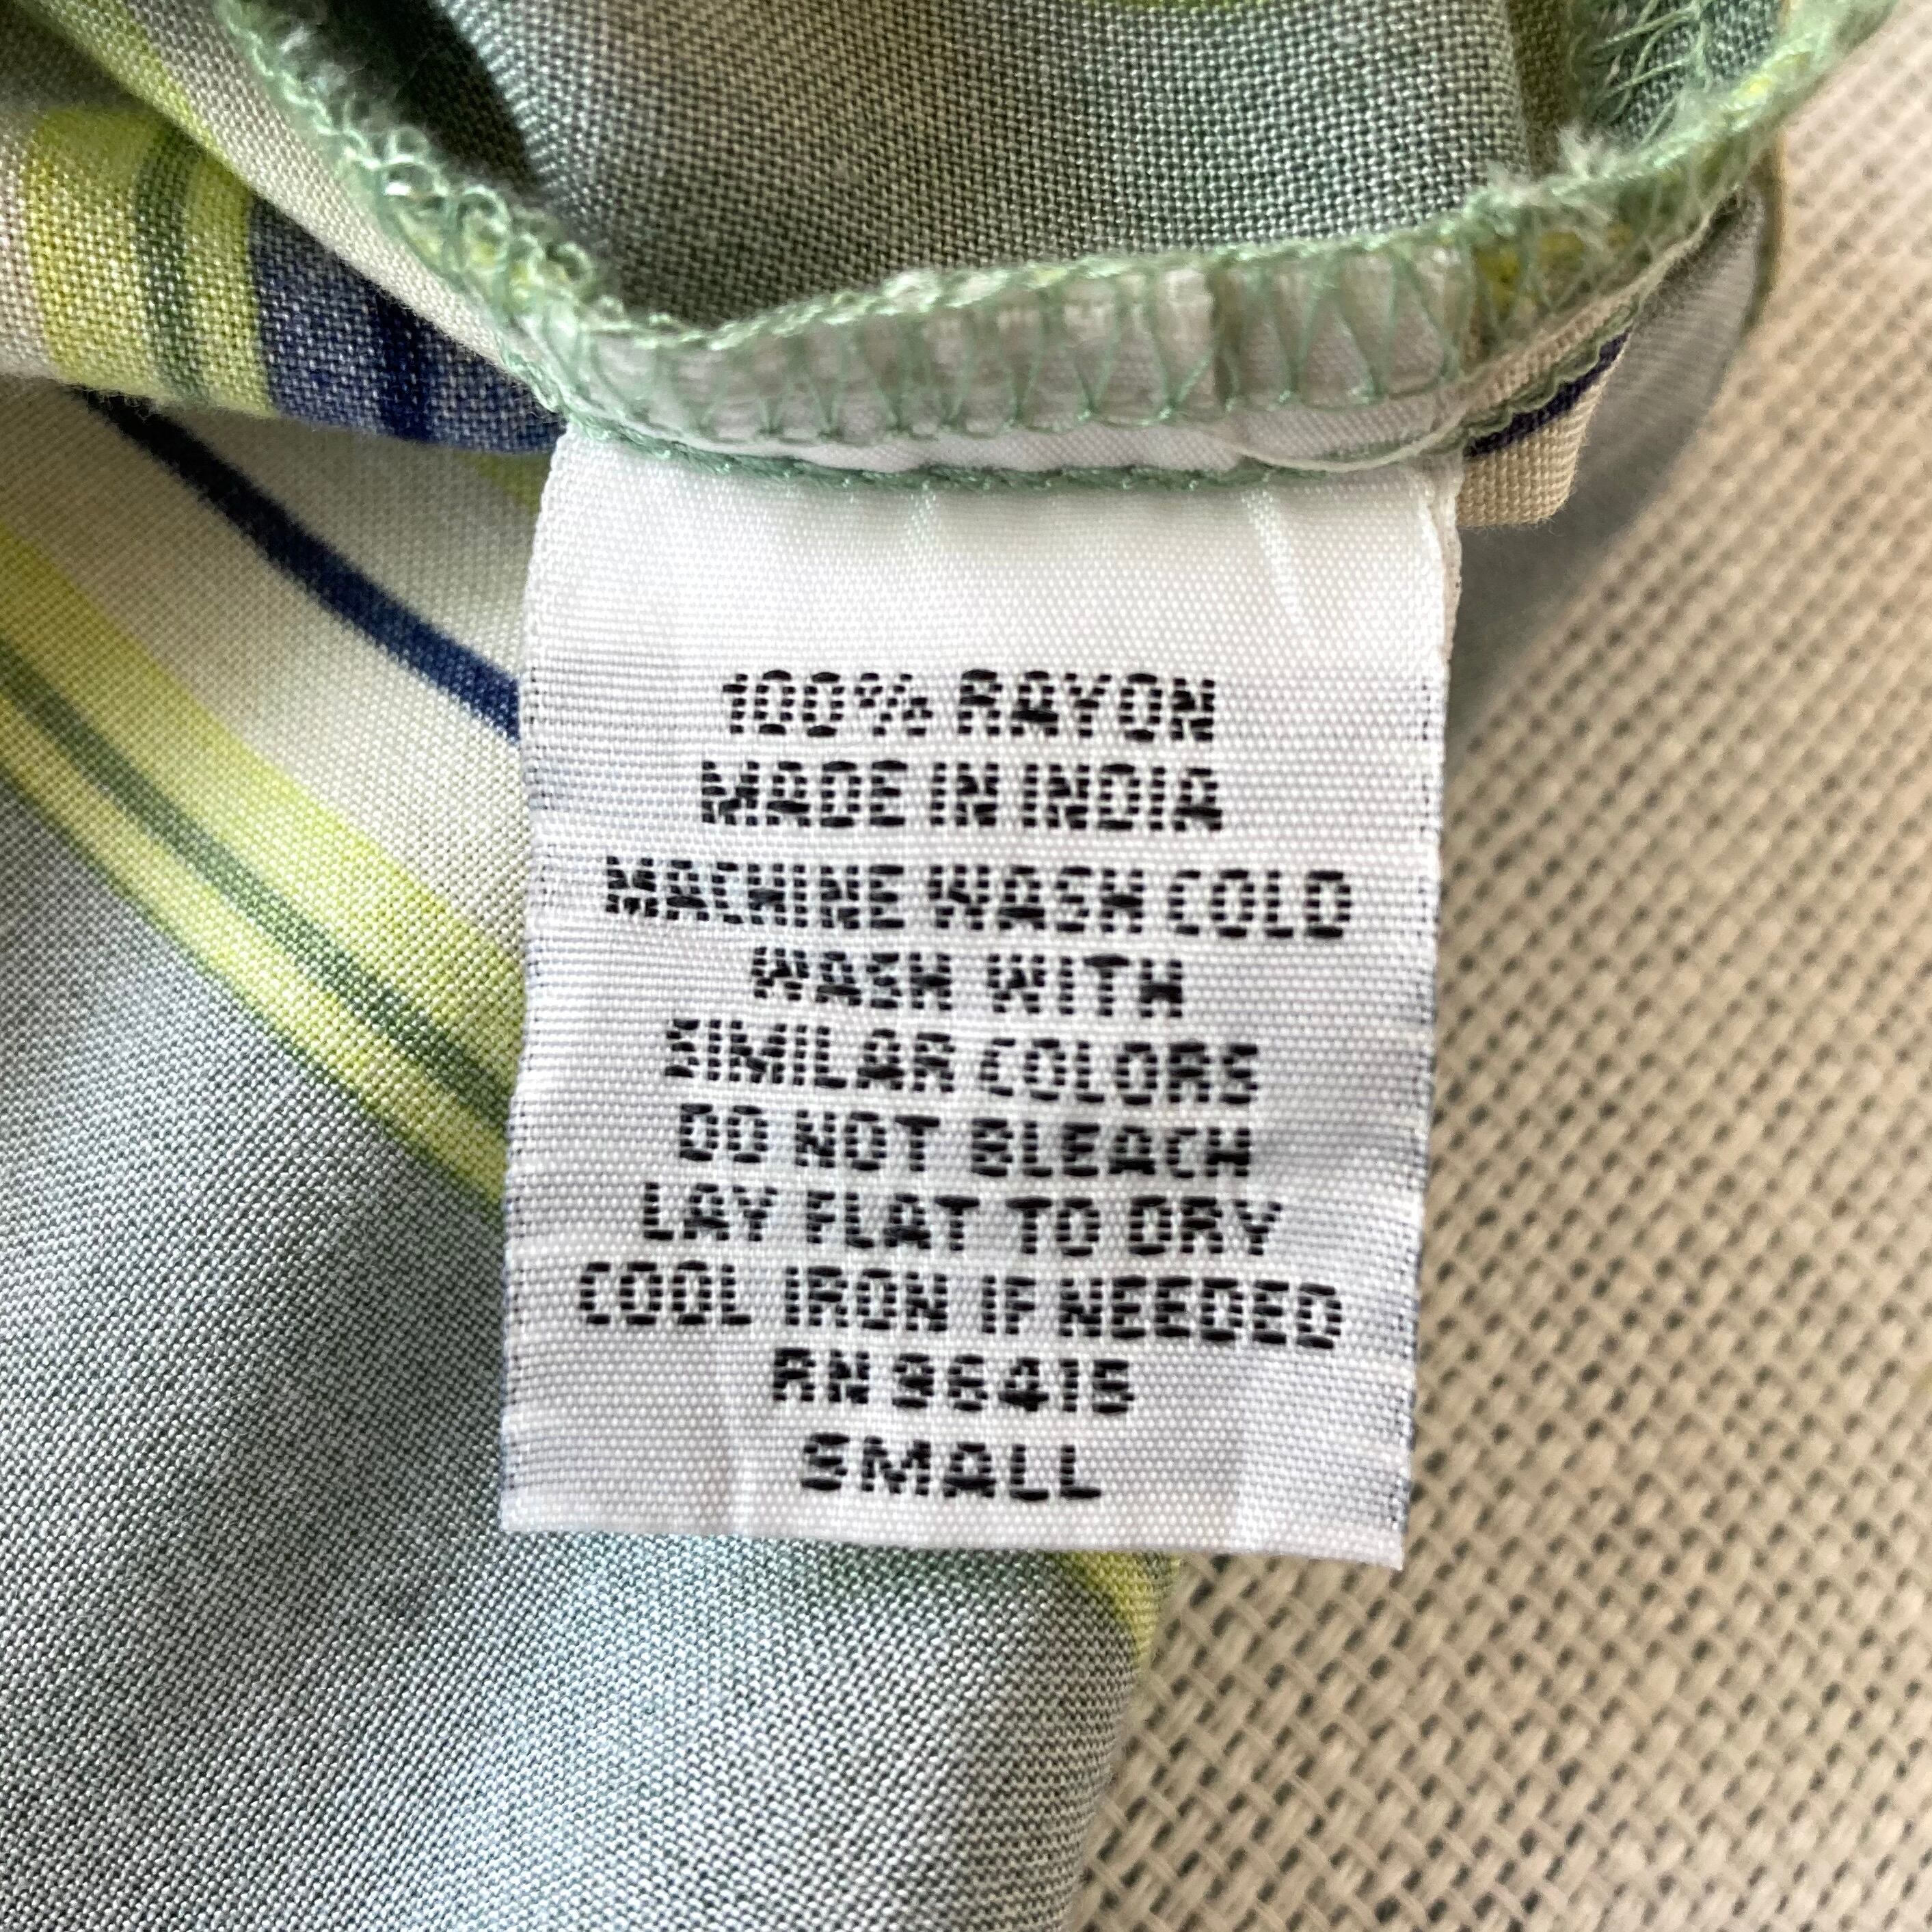 100% RAYON
MADE IN INDIA
MACHINE WASH COLD
WASH WITH
SIMILAR COLORS
DO NOT BLEACH
LAY FLAT TO DRY
COOL IRON IF NEEDED
RN 96415
SMALL